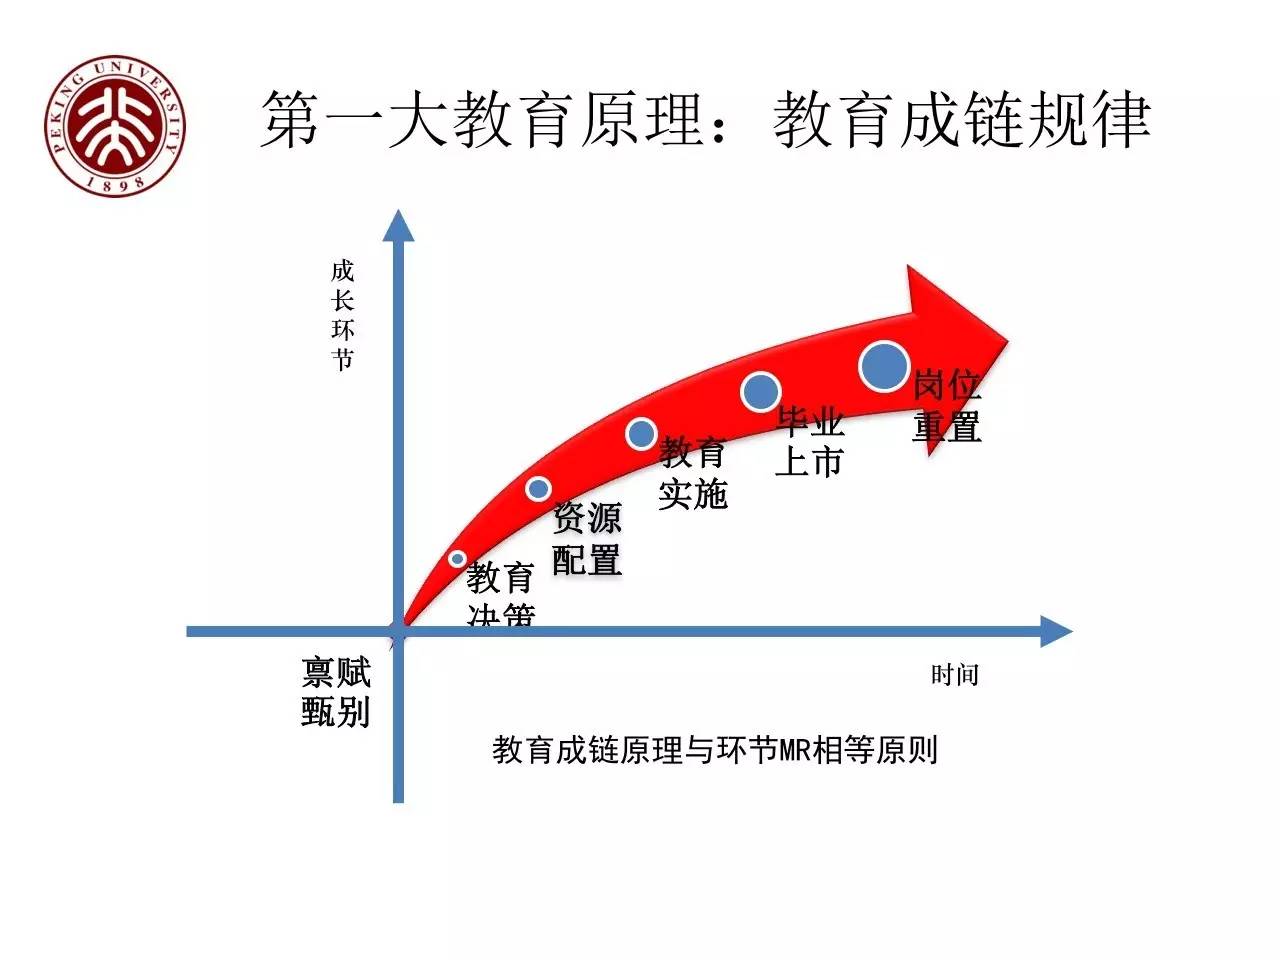 PEKING UNIVERSITY
1898
第一大教育原理：教育成链规律
成长环节
岗位
重置
毕业
上市
教育
实施
资源
配置
教育
决策
禀赋
甄别
时间
教育成链原理与环节MR相等原则